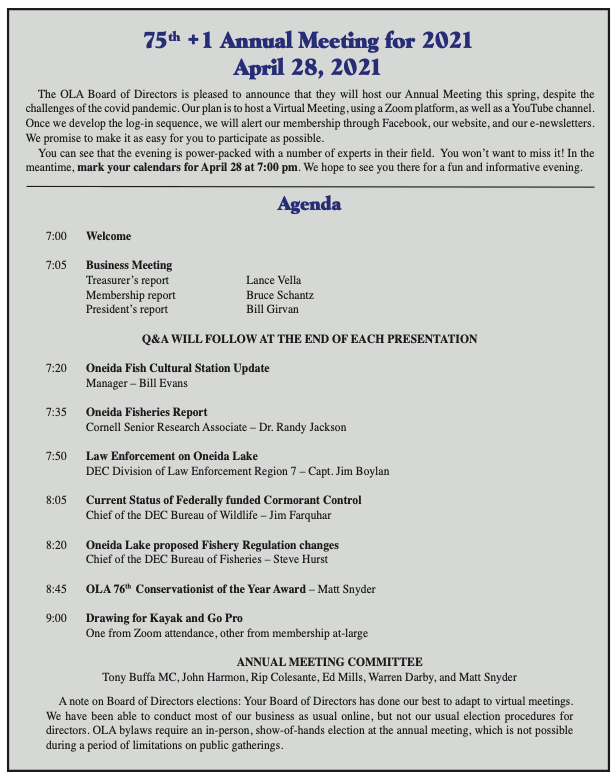 75th +1 Annual Meeting for 2021
April 28, 2021
The OLA Board of Directors is pleased to announce that they will host our Annual Meeting this spring, despite the
challenges of the covid pandemic. Our plan is to host a Virtual Meeting, using a Zoom platform, as well as a YouTube channel.
Once we develop the log-in sequence, we will alert our membership through Facebook, our website, and our e-newsletters.
We promise to make it as easy for you to participate as possible.
You can see that the evening is power-packed with a number of experts in their field. You won't want to miss it! In the
meantime, mark your calendars for April 28 at 7:00 pm. We hope to see you there for a fun and informative evening.
Agenda
7:00 Welcome
7:05 Business Meeting
Treasurer's report Lance Vella
Membership report Bruce Schantz
President's report Bill Girvan
Q&A WILL FOLLOW AT THE END OF EACH PRESENTATION
7:20 Oneida Fish Cultural Station Update
Manager – Bill Evans
7:35 Oneida Fisheries Report
Cornell Senior Research Associate – Dr. Randy Jackson
7:50 Law Enforcement on Oneida Lake
DEC Division of Law Enforcement Region 7 – Capt. Jim Boylan
8:05 Current Status of Federally funded Cormorant Control
Chief of the DEC Bureau of Wildlife – Jim Farquhar
8:20 Oneida Lake proposed Fishery Regulation changes
Chief of the DEC Bureau of Fisheries – Steve Hurst
8:45 OLA 76th Conservationist of the Year Award – Matt Snyder
9:00 Drawing for Kayak and Go Pro
One from Zoom attendance, other from membership at-large
ANNUAL MEETING COMMITTEE
Tony Buffa MC, John Harmon, Rip Colesante, Ed Mills, Warren Darby, and Matt Snyder
A note on Board of Directors elections: Your Board of Directors has done our best to adapt to virtual meetings.
We have been able to conduct most of our business as usual online, but not our usual election procedures for
directors. OLA bylaws require an in-person, show-of-hands election at the annual meeting, which is not possible
during a period of limitations on public gatherings.